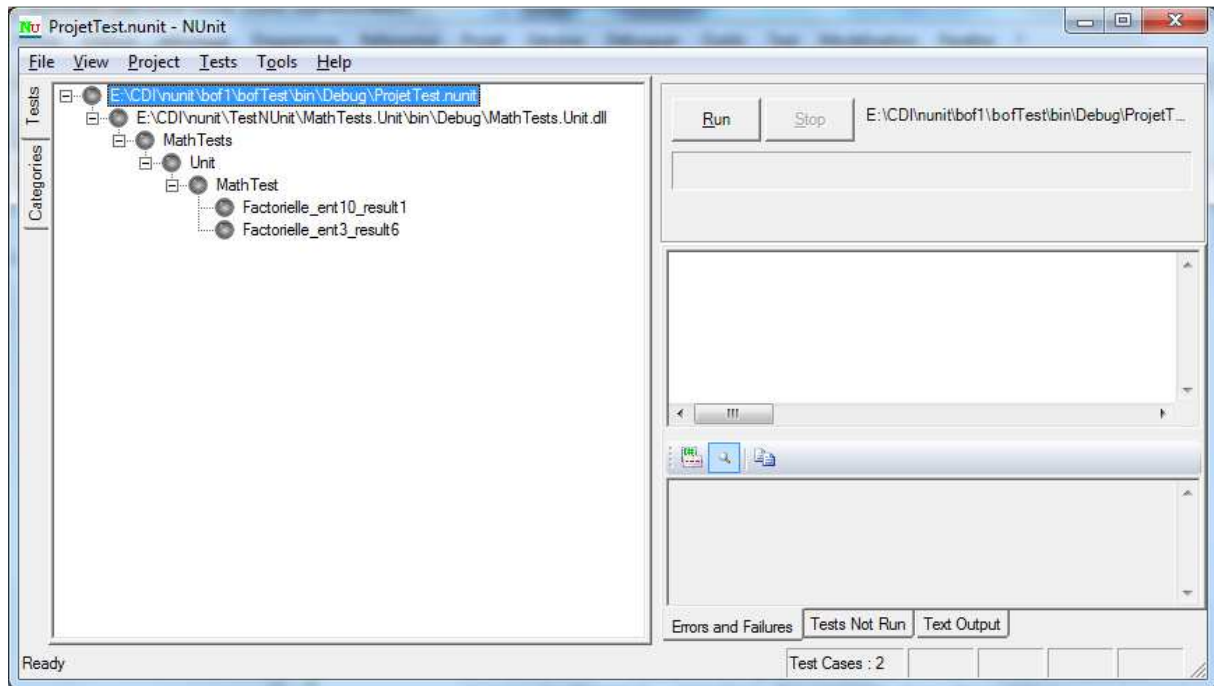 NU ProjetTest.nunit - NUnit
File View Project Tests Tools Help
Tests
Categories
E:\CDI\nunit\bof1\bofTest\bin\Debug\ProjetTest.nunit
E:\CDI\nunit\TestNUnit\MathTests.Unit\bin\Debug\MathTests.Unit.dll
MathTests
Unit
MathTest
Factorielle_ent10_result1
Factorielle_ent3_result6
Run Stop E:\CDI\nunit\bof1\bofTest\bin\Debug\ProjetT...
Errors and Failures Tests Not Run Text Output
Ready Test Cases : 2